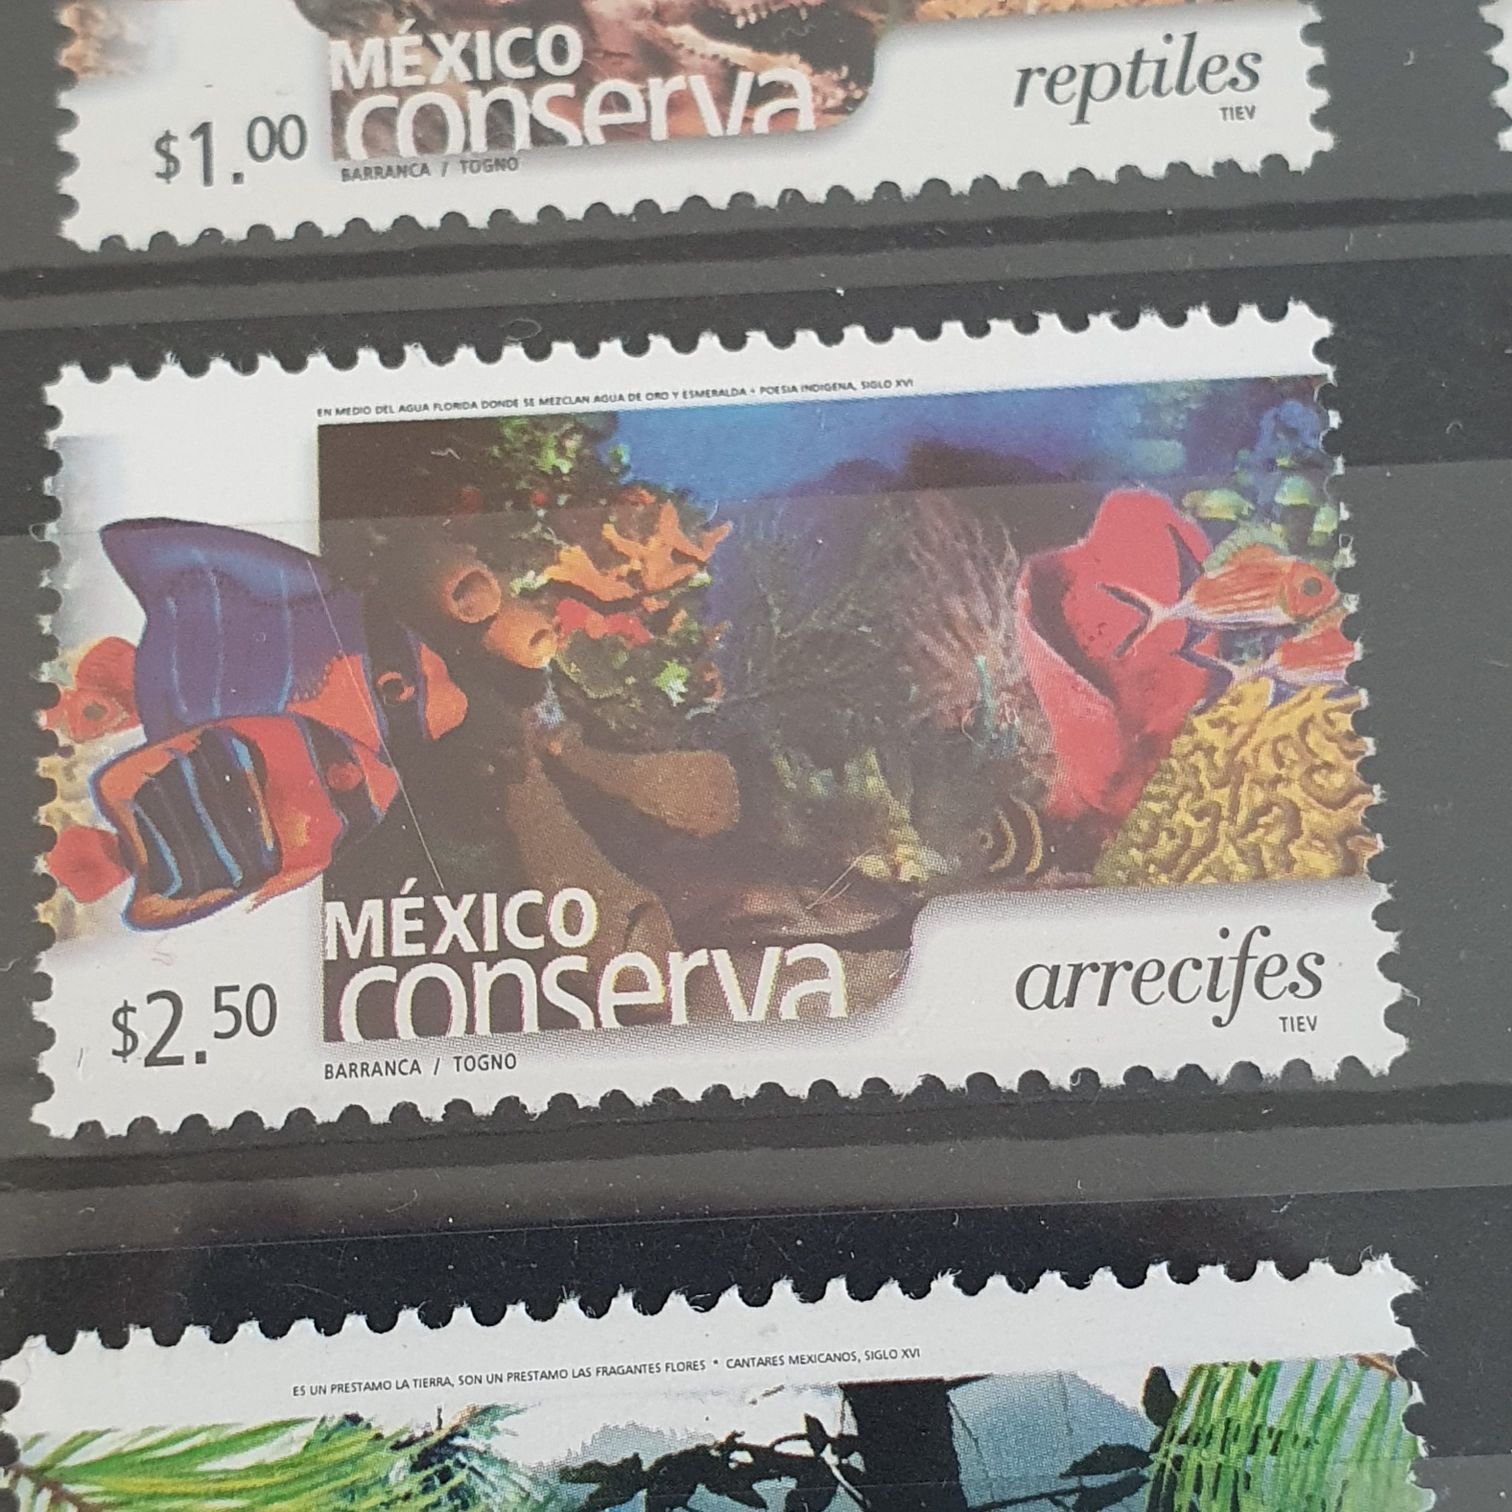 MÉXICO
conserva
reptiles
TIEV
$1.00
BARRANCA / TOGNO
EN MEDIO DEL AGUA FLORIDA DONDE SE MEZCLAN AGUA DE ORO Y ESMERALDA * POESIA INDIGENA, SIGLO XVI
MÉXICO
conserva
arrecifes
TIEV
$2.50
BARRANCA / TOGNO
ES UN PRESTAMO LA TIERRA, SON UN PRESTAMO LAS FRAGANTES FLORES * CANTARES MEXICANOS, SIGLO XVI